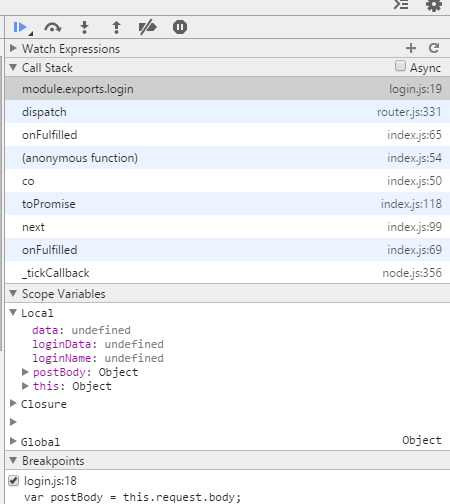 Watch Expressions
Call Stack Async
module.exports.login login.js:19
dispatch router.js:331
onFulfilled index.js:65
(anonymous function) index.js:54
co index.js:50
toPromise index.js:118
next index.js:99
onFulfilled index.js:69
_tickCallback node.js:356
Scope Variables
Local
data: undefined
loginData: undefined
loginName: undefined
postBody: Object
this: Object
Closure
Global Object
Breakpoints
login.js:18
var postBody = this.request.body;